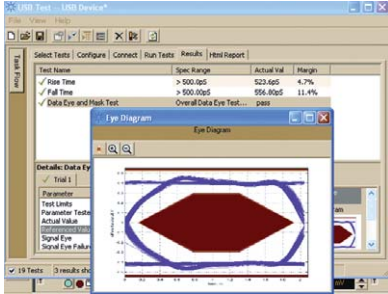 USB Test -- USB Device*
File View Help
Task Flow
Select Tests Configure Connect Run Tests Results Html Report
Test Name Spec Range Actual Val Margin
Rise Time > 500.0ps 523.6ps 4.7%
Fall Time > 500.00ps 556.80ps 11.4%
Data Eye and Mask Test Overall Data Eye Test... pass
Eye Diagram
Eye Diagram
Details: Data Ey
Trial 1
Parameter
Test Limits
Parameter Teste
Actual Value
Referenced Valu
Signal Eye
Signal Eye Failur
19 Tests 3 results sho